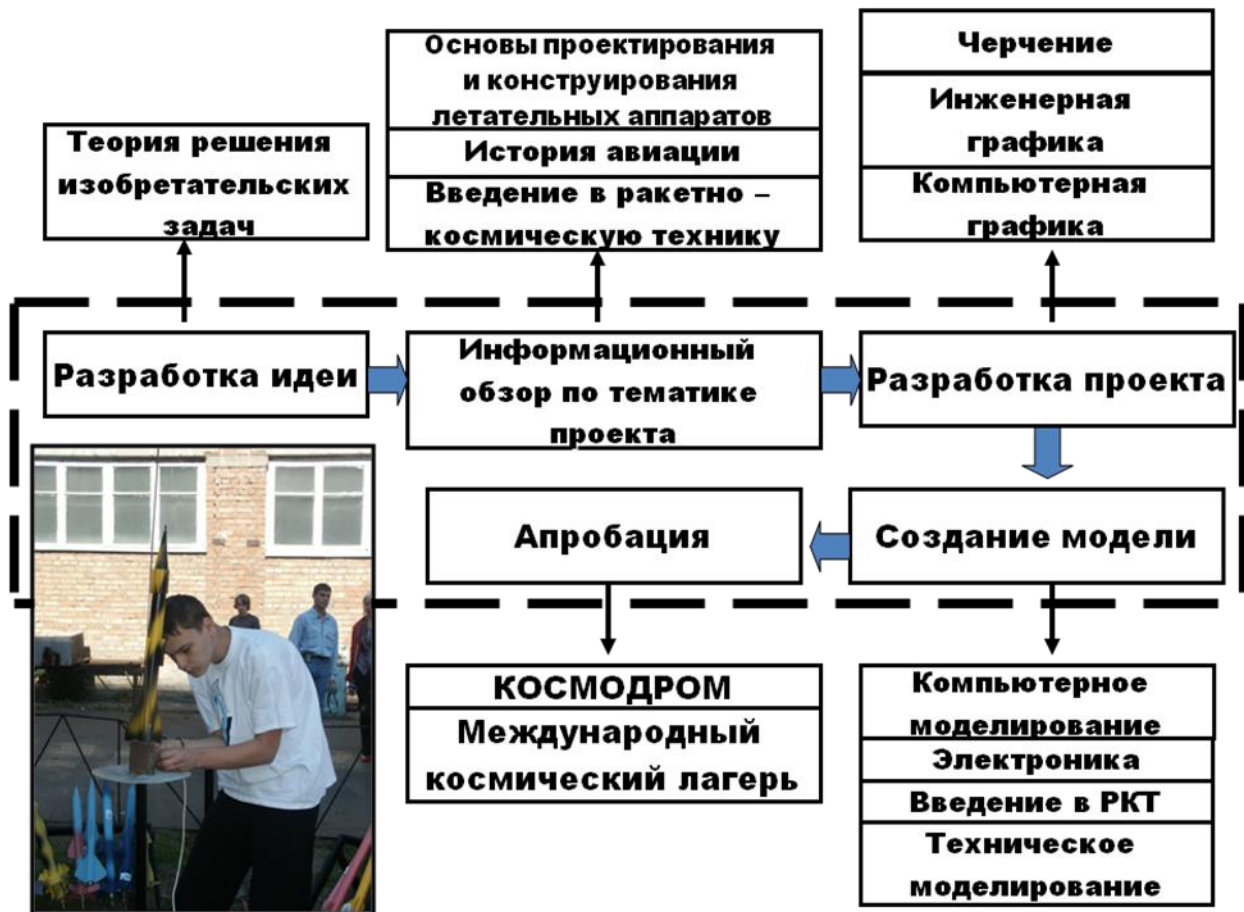 Теория решения
изобретательских
задач
Основы проектирования
и конструирования
летательных аппаратов
История авиации
Введение в ракетно –
космическую технику
Черчение
Инженерная
графика
Компьютерная
графика
Разработка идеи
Информационный
обзор по тематике
проекта
Разработка проекта
Апробация
Создание модели
КОСМОДРОМ
Международный
космический лагерь
Компьютерное
моделирование
Электроника
Введение в РКТ
Техническое
моделирование